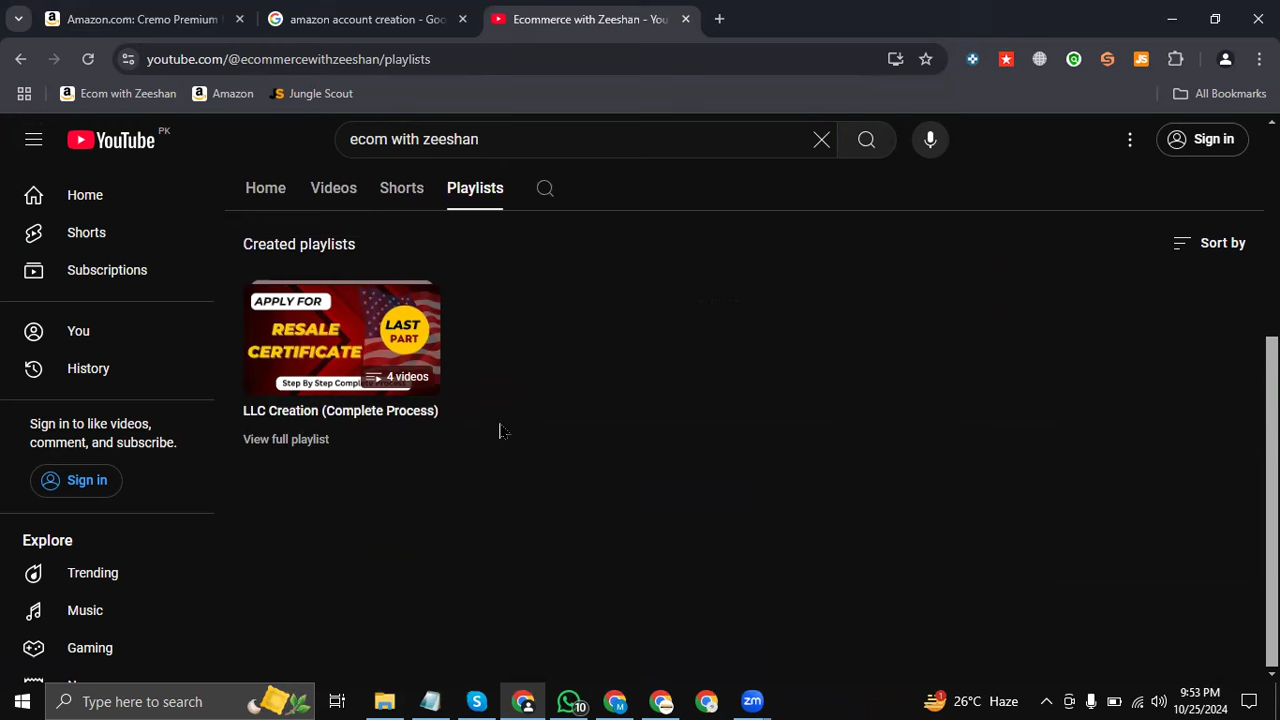 Amazon.com: Cremo Premium
amazon account creation - Goo
Ecommerce with Zeeshan - You
youtube.com/@ecommercewithzeeshan/playlists
Ecom with Zeeshan
Amazon
Jungle Scout
All Bookmarks
YouTube PK
ecom with zeeshan
Sign in
Home
Shorts
Subscriptions
You
History
Sign in to like videos,
comment, and subscribe.
Sign in
Explore
Trending
Music
Gaming
Home Videos Shorts Playlists
Created playlists
Sort by
APPLY FOR
RESALE
CERTIFICATE
LAST
PART
Step By Step Complete Process
4 videos
LLC Creation (Complete Process)
View full playlist
Type here to search
10
26°C Haze
9:53 PM
10/25/2024